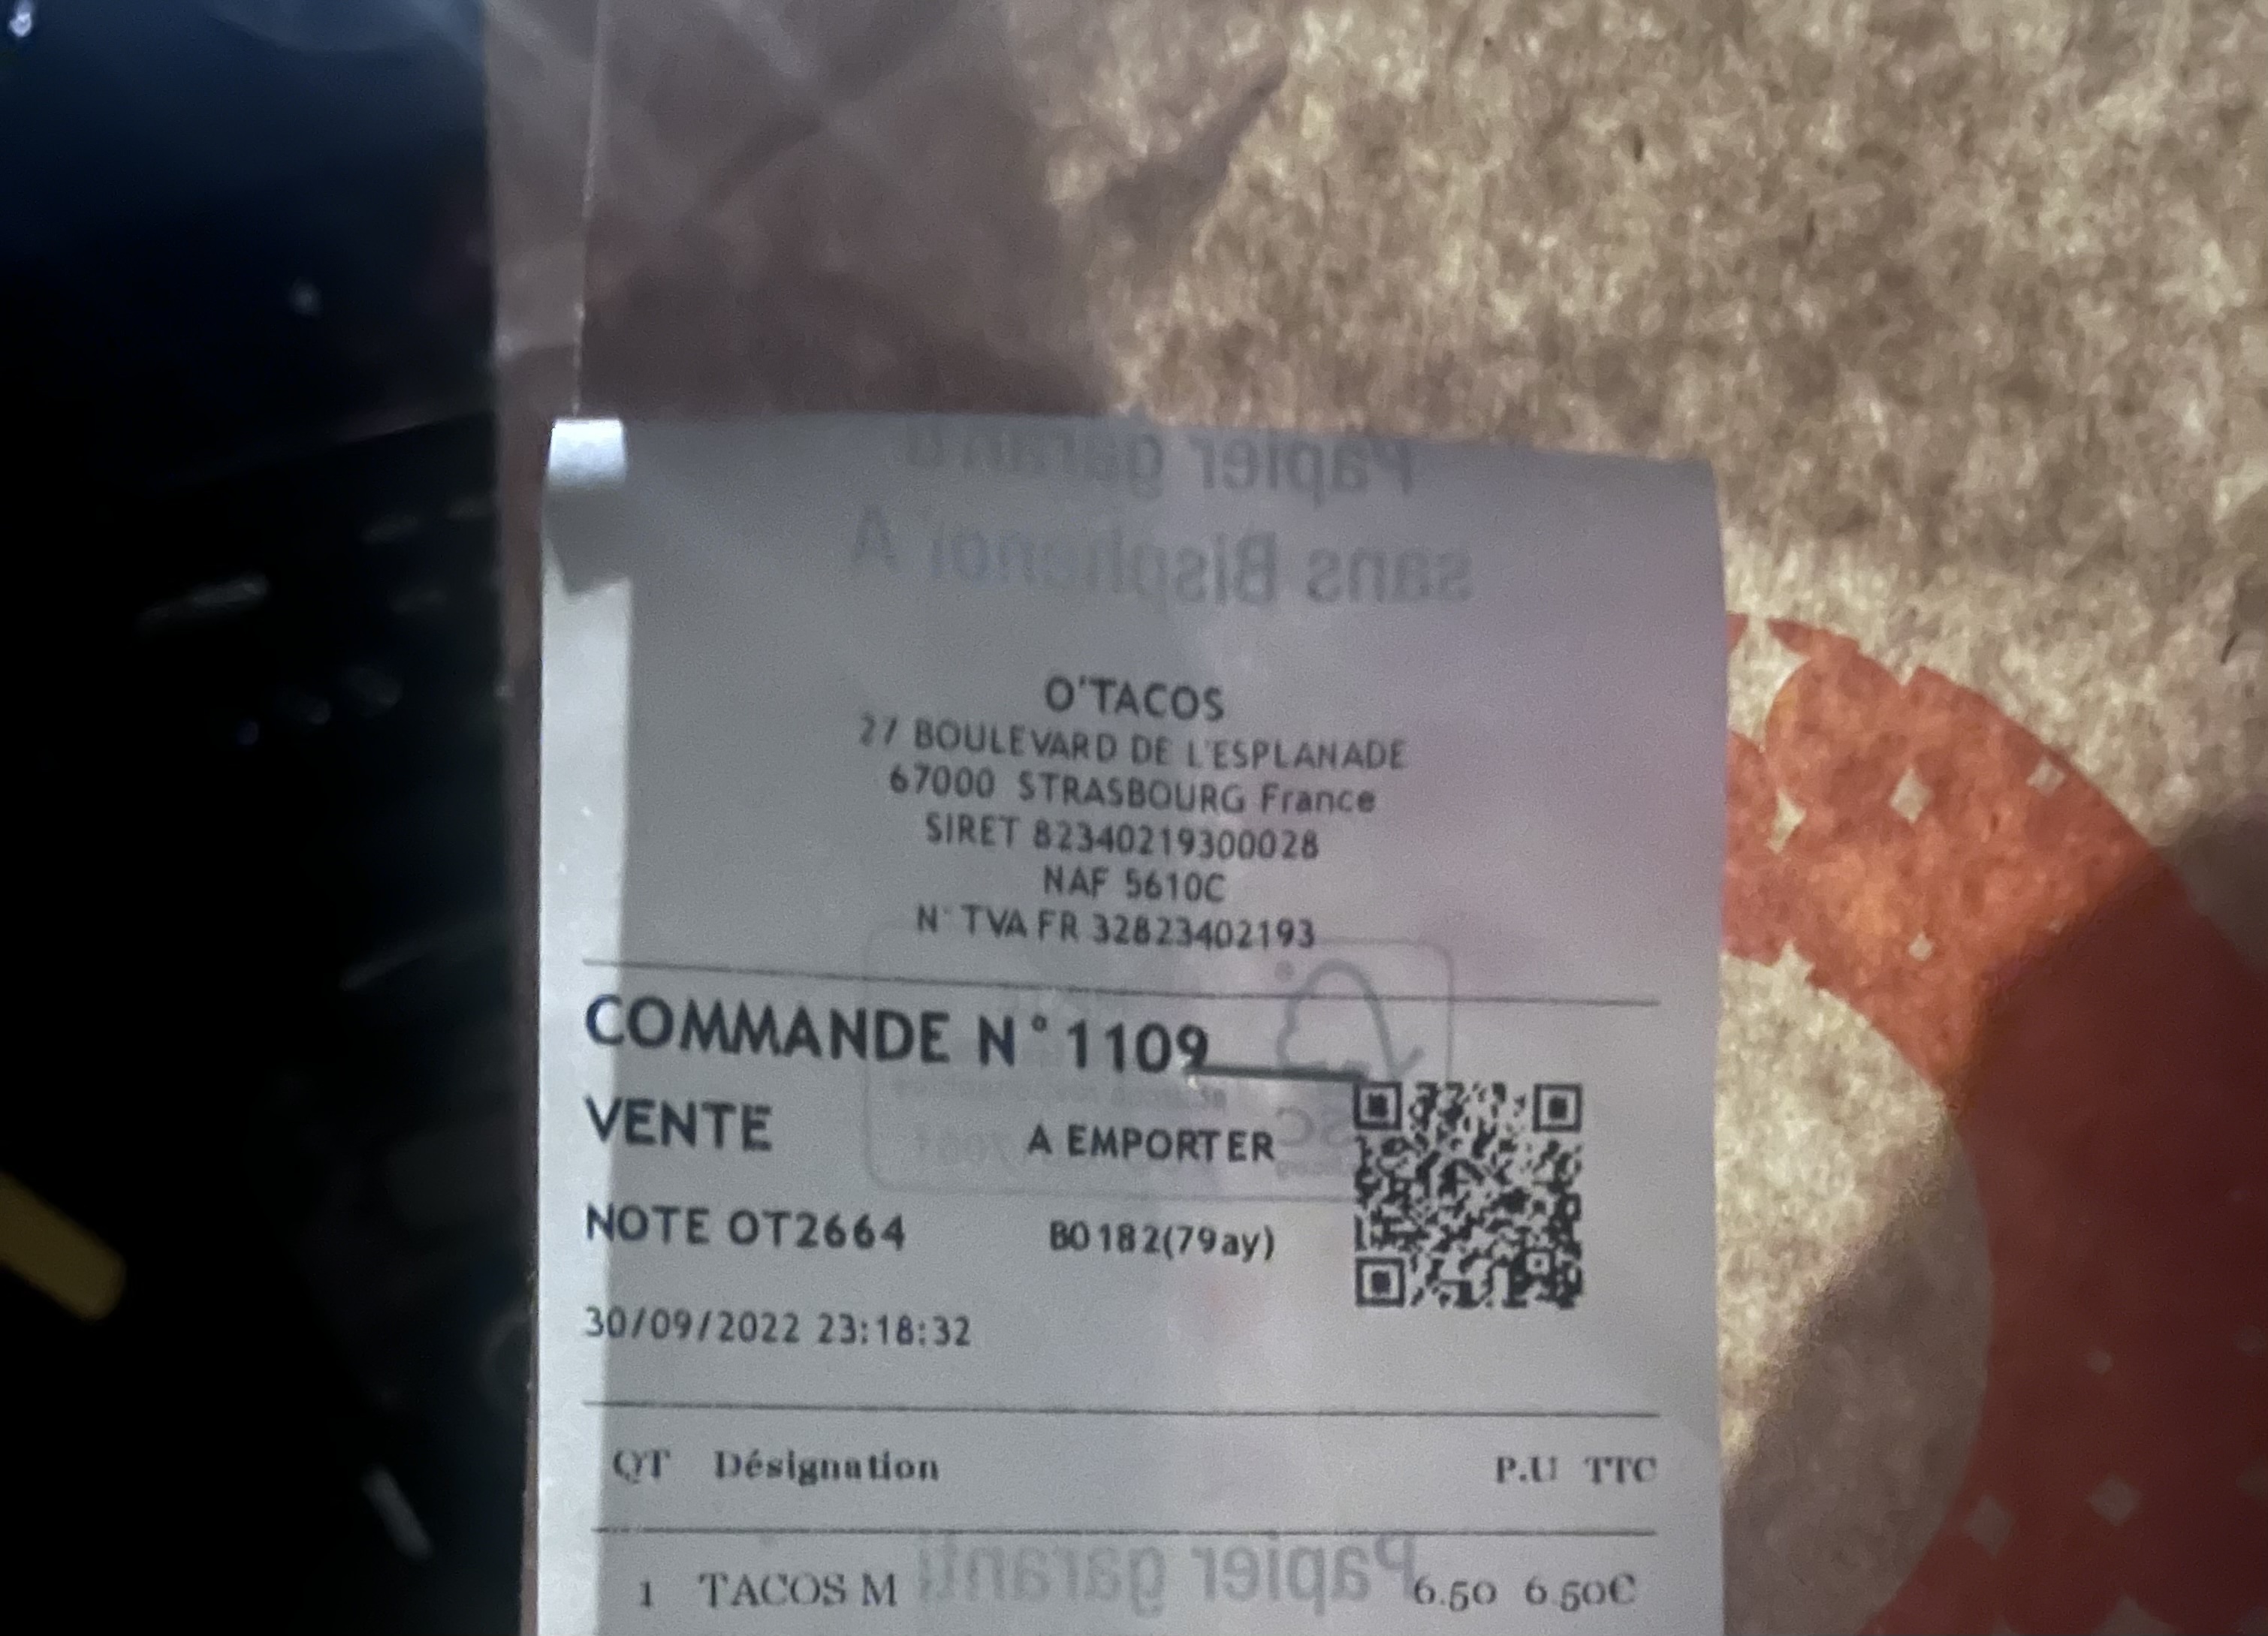 Papier garanti
sans Bisphenol A
O'TACOS
27 BOULEVARD DE L'ESPLANADE
67000 STRASBOURG France
SIRET 82340219300028
NAF 5610C
N° TVA FR 32823402193
COMMANDE N°1109
VENTE A EMPORTER
NOTE OT2664 B0182(79ay)
30/09/2022 23:18:32
QT Désignation P.U TTC
Papier garanti
1 TACOS M 6.50 6.50€